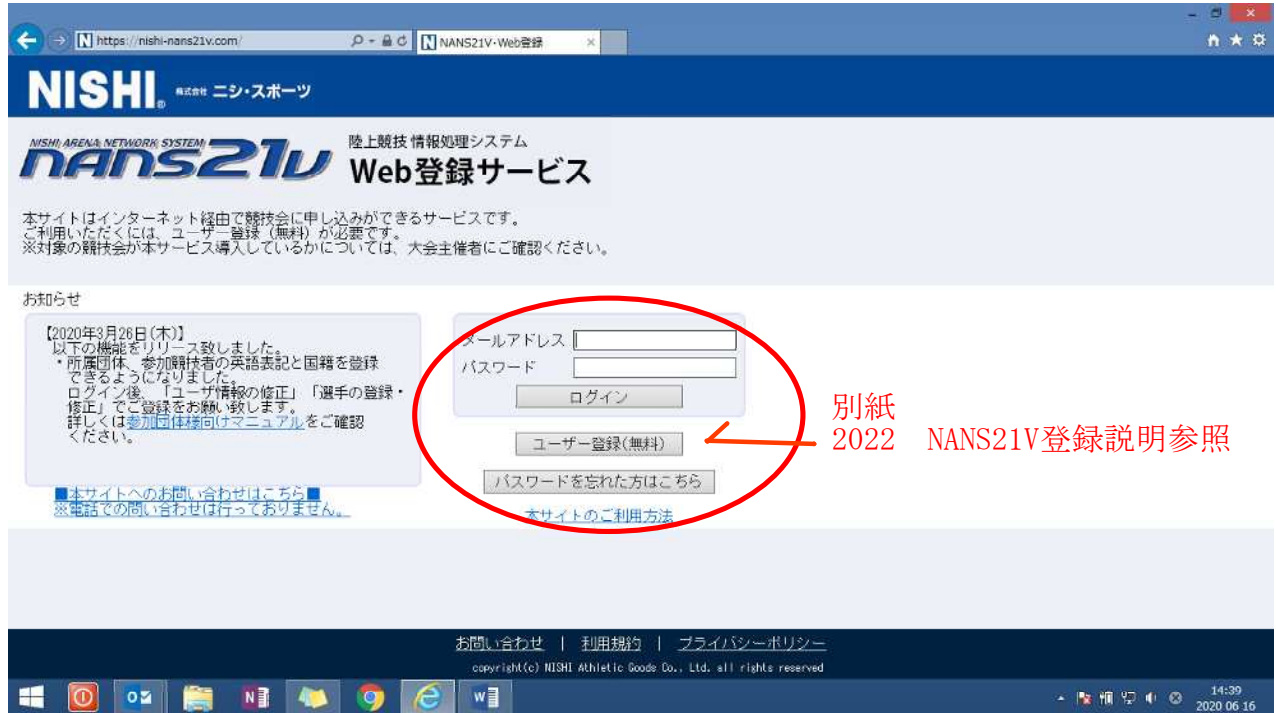 https://nishi-nans21v.com/
NANS21V-Web登録
NISHI® 株式会社 ニシ・スポーツ
NISHI ARENA NETWORK SYSTEM
nans21v
陸上競技 情報処理システム
Web登録サービス
本サイトはインターネット経由で競技会に申し込みができるサービスです。
ご利用いただくには、ユーザー登録（無料）が必要です。
※対象の競技会が本サービス導入しているかについては、大会主催者にご確認ください。
お知らせ
【2020年3月26日(木)】
以下の機能をリリース致しました。
・所属団体、参加競技者の英語表記と国籍を登録
できるようになりました。
ログイン後、「ユーザ情報の修正」「選手の登録・
修正」でご登録をお願い致します。
詳しくは参加団体様向けマニュアルをご確認
ください。
■本サイトへのお問い合わせはこちら■
※電話での問い合わせは行っておりません。
メールアドレス
パスワード
ログイン
ユーザー登録(無料)
パスワードを忘れた方はこちら
本サイトのご利用方法
別紙
2022 NANS21V登録説明参照
お問い合わせ | 利用規約 | プライバシーポリシー
copyright(c) NISHI Athletic Goods Co., Ltd. all rights reserved
14:39
2020 06 16